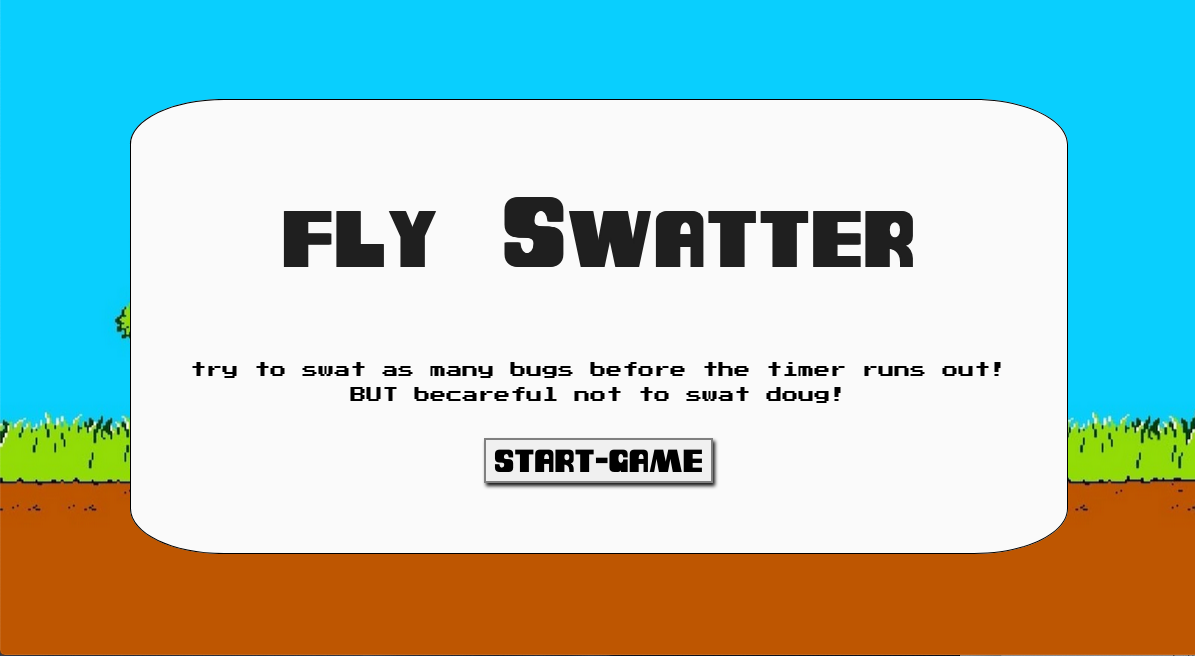 fly Swatter
try to swat as many bugs before the timer runs out!
BUT becareful not to swat doug!
START-GAME